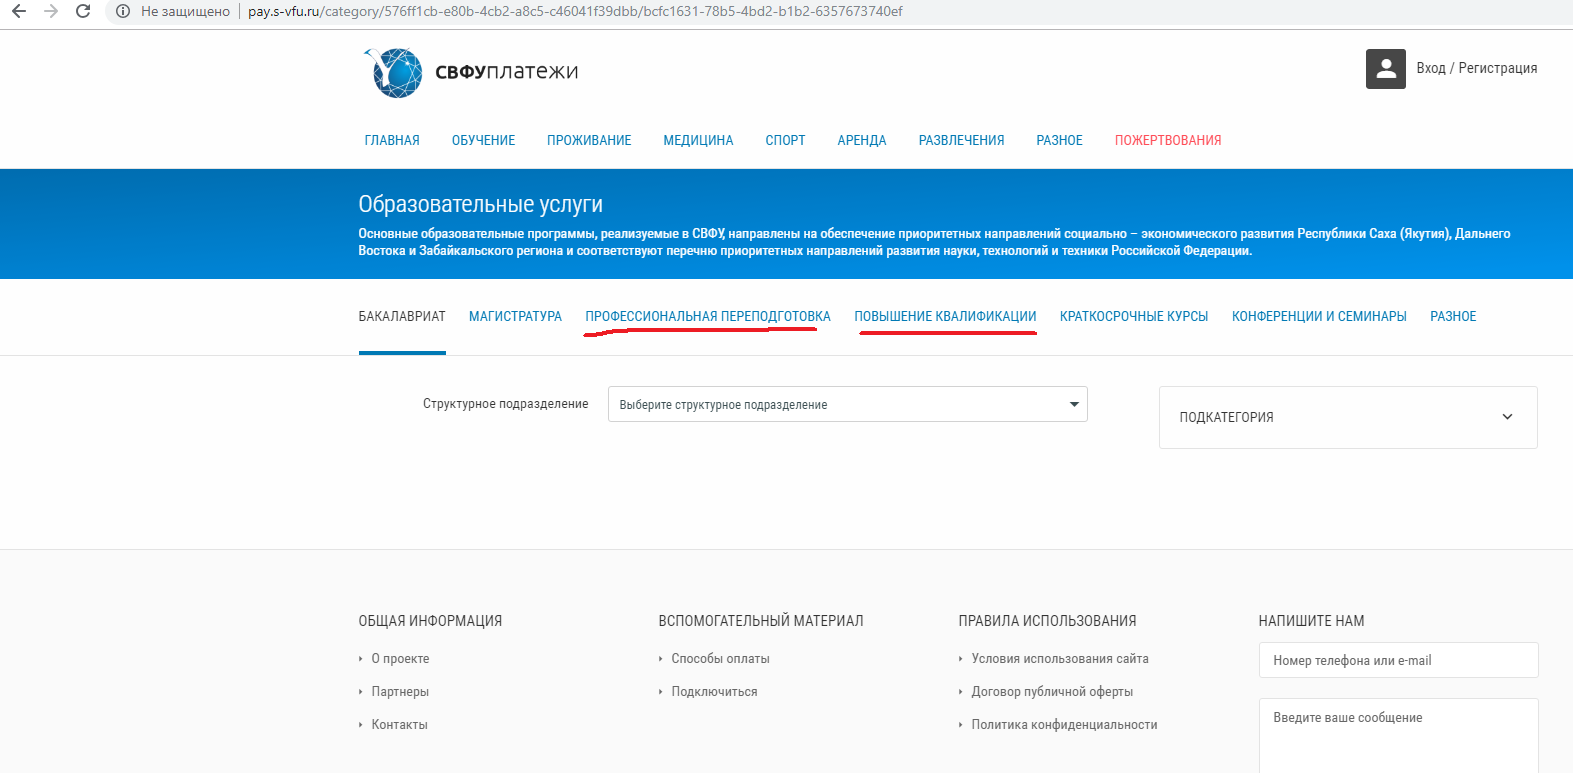 Не защищено pay.s-vfu.ru/category/576ff1cb-e80b-4cb2-a8c5-c46041f39dbb/bcfc1631-78b5-4bd2-b1b2-6357673740ef
СВФУплатежи
Вход / Регистрация
ГЛАВНАЯ ОБУЧЕНИЕ ПРОЖИВАНИЕ МЕДИЦИНА СПОРТ АРЕНДА РАЗВЛЕЧЕНИЯ РАЗНОЕ ПОЖЕРТВОВАНИЯ
Образовательные услуги
Основные образовательные программы, реализуемые в СВФУ, направлены на обеспечение приоритетных направлений социально – экономического развития Республики Саха (Якутия), Дальнего
Востока и Забайкальского региона и соответствуют перечню приоритетных направлений развития науки, технологий и техники Российской Федерации.
БАКАЛАВРИАТ МАГИСТРАТУРА ПРОФЕССИОНАЛЬНАЯ ПЕРЕПОДГОТОВКА ПОВЫШЕНИЕ КВАЛИФИКАЦИИ КРАТКОСРОЧНЫЕ КУРСЫ КОНФЕРЕНЦИИ И СЕМИНАРЫ РАЗНОЕ
Структурное подразделение Выберите структурное подразделение
ПОДКАТЕГОРИЯ
ОБЩАЯ ИНФОРМАЦИЯ
О проекте
Партнеры
Контакты
ВСПОМОГАТЕЛЬНЫЙ МАТЕРИАЛ
Способы оплаты
Подключиться
ПРАВИЛА ИСПОЛЬЗОВАНИЯ
Условия использования сайта
Договор публичной оферты
Политика конфиденциальности
НАПИШИТЕ НАМ
Номер телефона или e-mail
Введите ваше сообщение